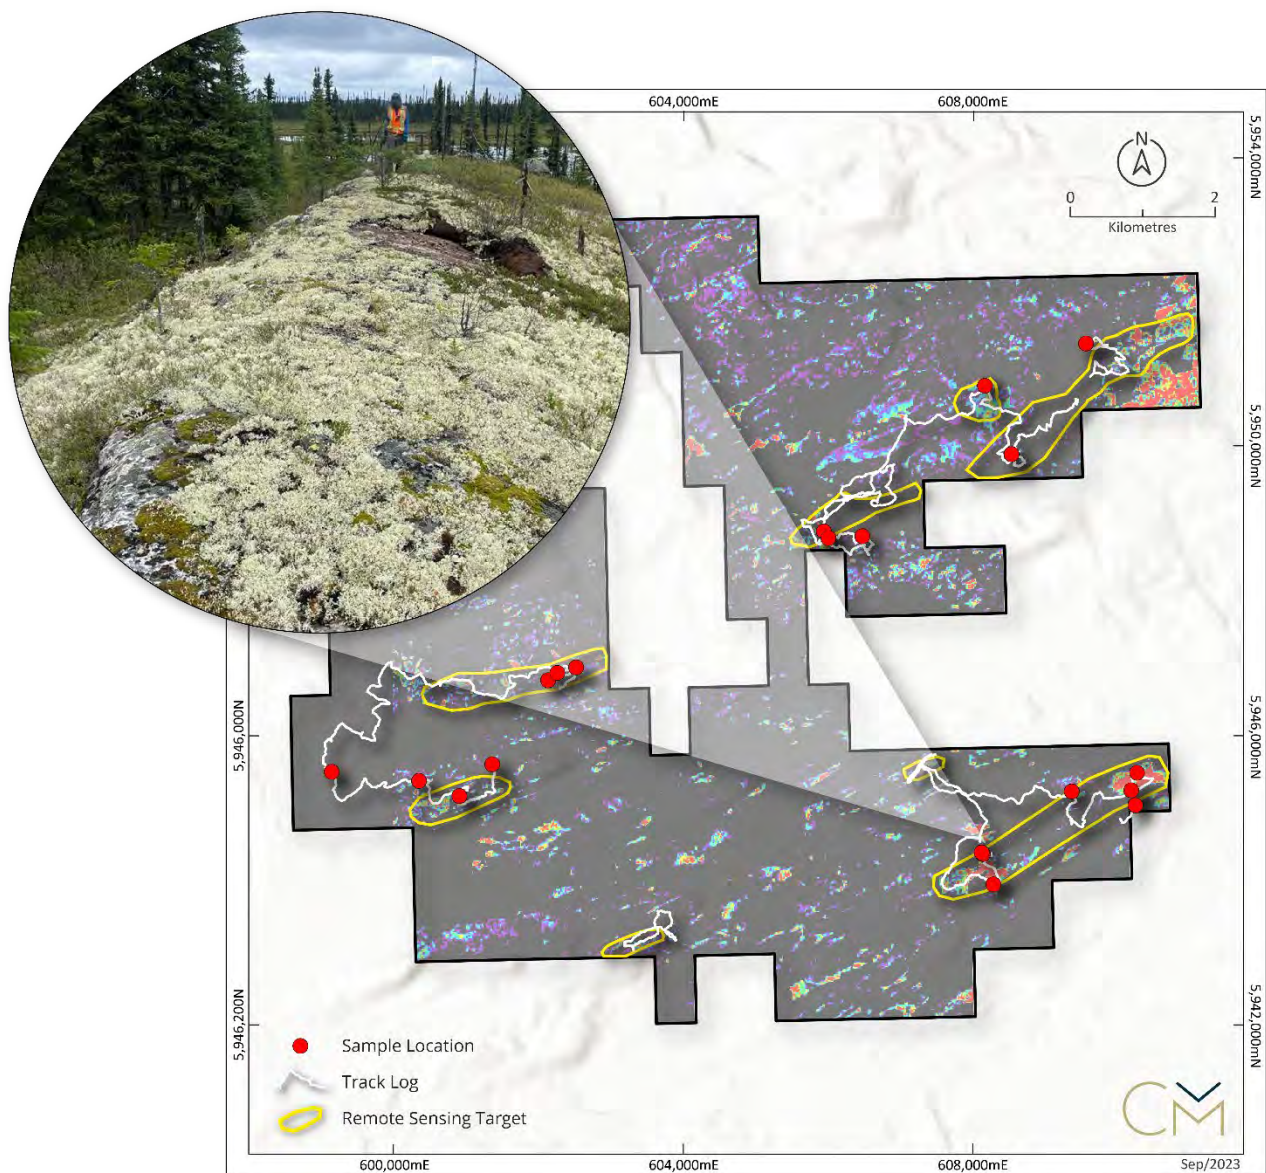 604,000mE
608,000mE
5,954,000mN
N
0
2
Kilometres
5,950,000mN
5,946,000N
5,946,000mN
5,946,200N
5,942,000mN
Sample Location
Track Log
Remote Sensing Target
CM
600,000mE
604,000mE
608,000mE
Sep/2023